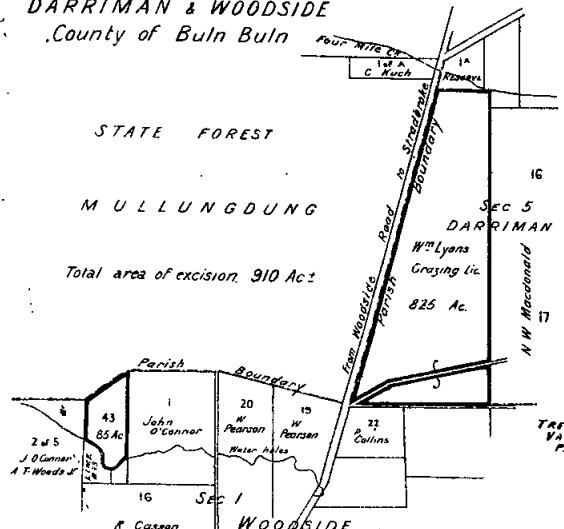 DARRIMAN & WOODSIDE
County of Buln Buln
Four Mile Ck
1 of A
C Kuch
1A
RESERVE
STATE FOREST
MULLUNGDUNG
Total area of excision 910 Ac±
From Woodside Road to Stradbroke
Parish Boundary
16
SEC 5
DARRIMAN
Wm Lyons
Grazing Lic.
825 Ac.
N W Macdonald
17
Parish Boundary
43
85 Ac
1
John O'Connor
20
W Pearson
19
W Pearson
Water holes
22
P Collins
2 of 5
J O'Connor
A T Woods Jr
16
SEC 1
R Casson
WOODSIDE
TRE
VA
P